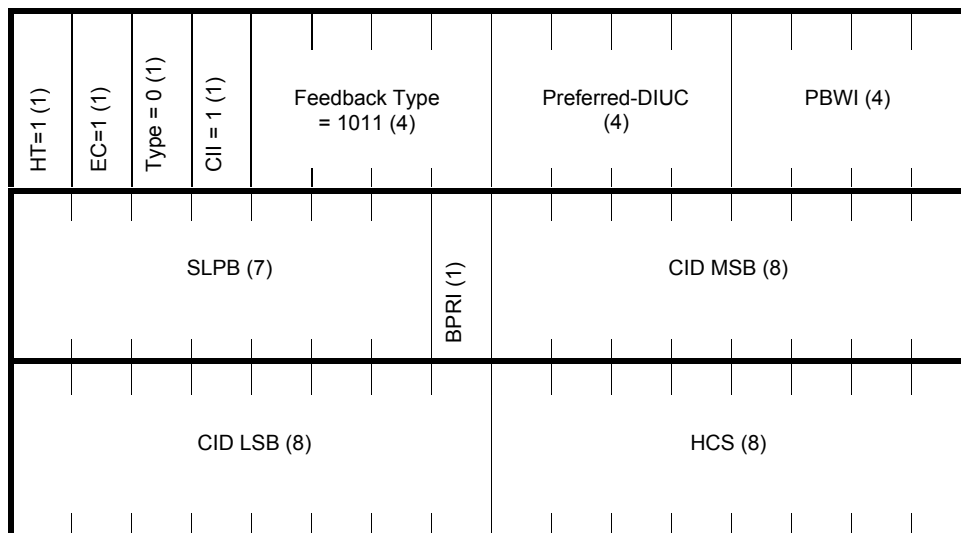 HT=1 (1)
EC=1 (1)
Type = 0 (1)
CII = 1 (1)
Feedback Type
= 1011 (4)
Preferred-DIUC
(4)
PBWI (4)
SLPB (7)
BPRI (1)
CID MSB (8)
CID LSB (8)
HCS (8)